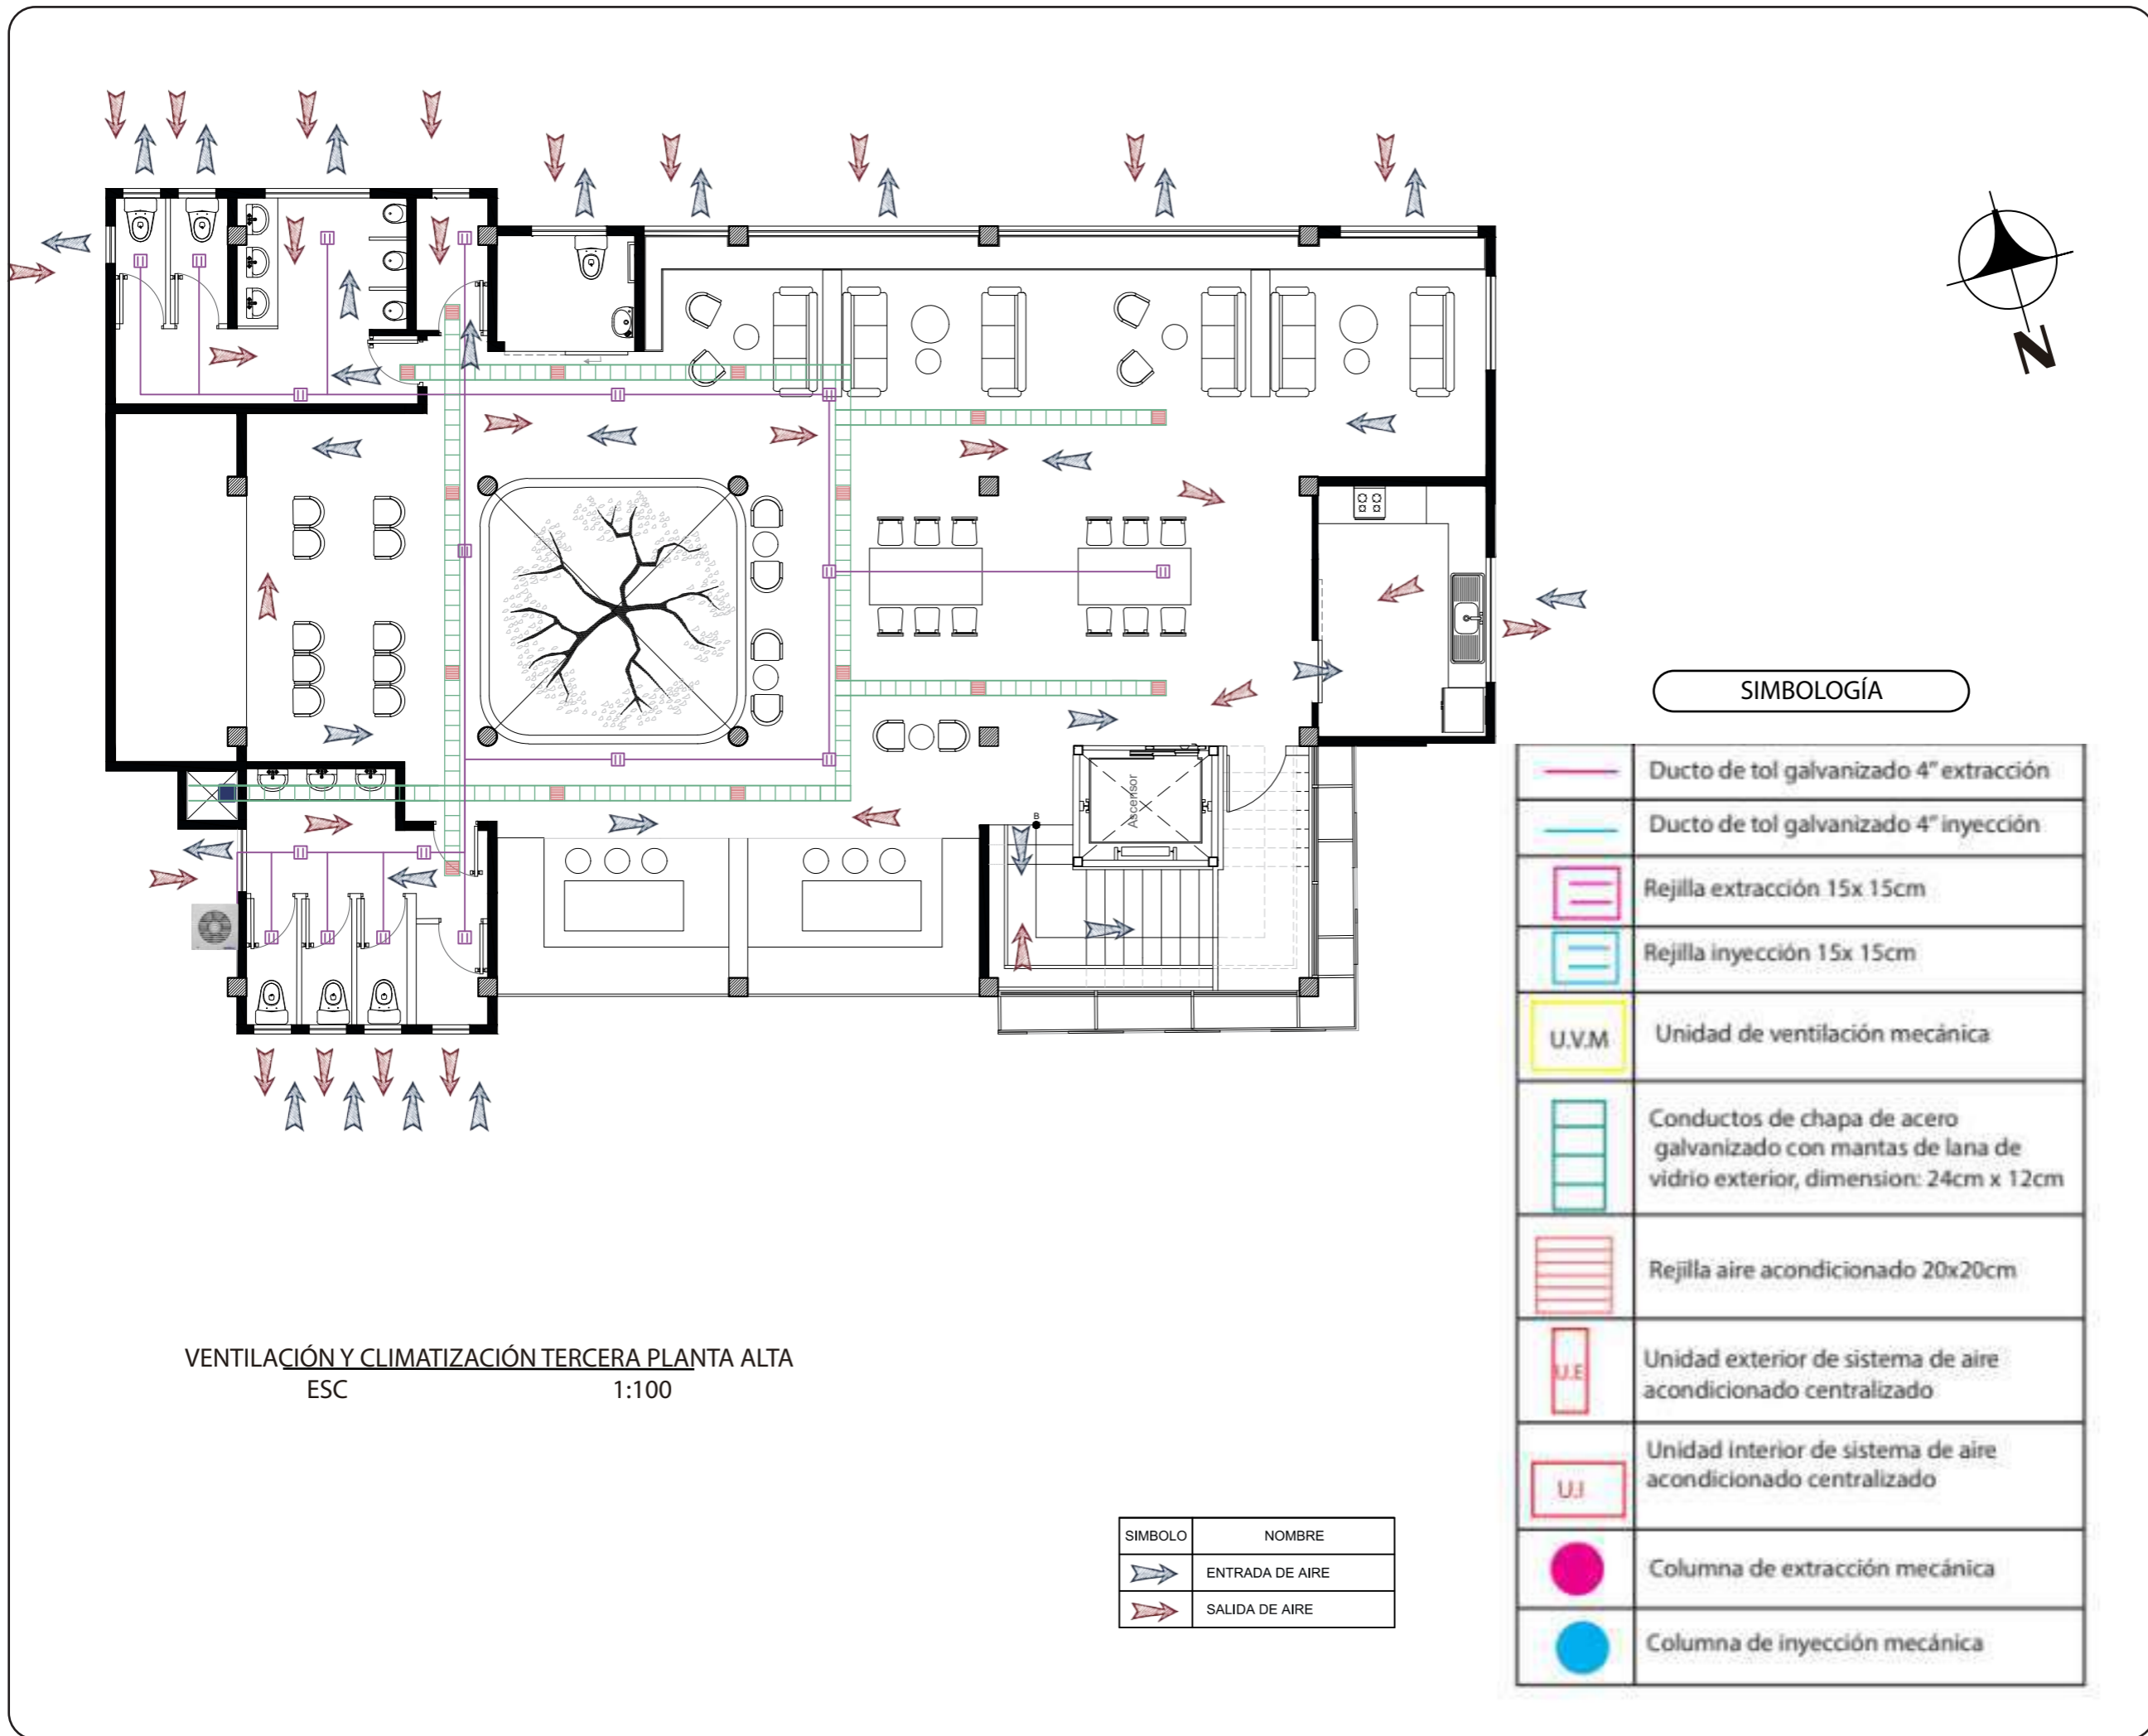 N
Ascensor
B
SIMBOLOGÍA
Ducto de tol galvanizado 4" extracción
Ducto de tol galvanizado 4" inyección
Rejilla extracción 15x 15cm
Rejilla inyección 15x 15cm
U.V.M
Unidad de ventilación mecánica
Conductos de chapa de acero
galvanizado con mantas de lana de
vidrio exterior, dimension: 24cm x 12cm
Rejilla aire acondicionado 20x20cm
U.E
Unidad exterior de sistema de aire
acondicionado centralizado
U.I
Unidad interior de sistema de aire
acondicionado centralizado
Columna de extracción mecánica
Columna de inyección mecánica
VENTILACIÓN Y CLIMATIZACIÓN TERCERA PLANTA ALTA
ESC 1:100
SIMBOLO NOMBRE
ENTRADA DE AIRE
SALIDA DE AIRE